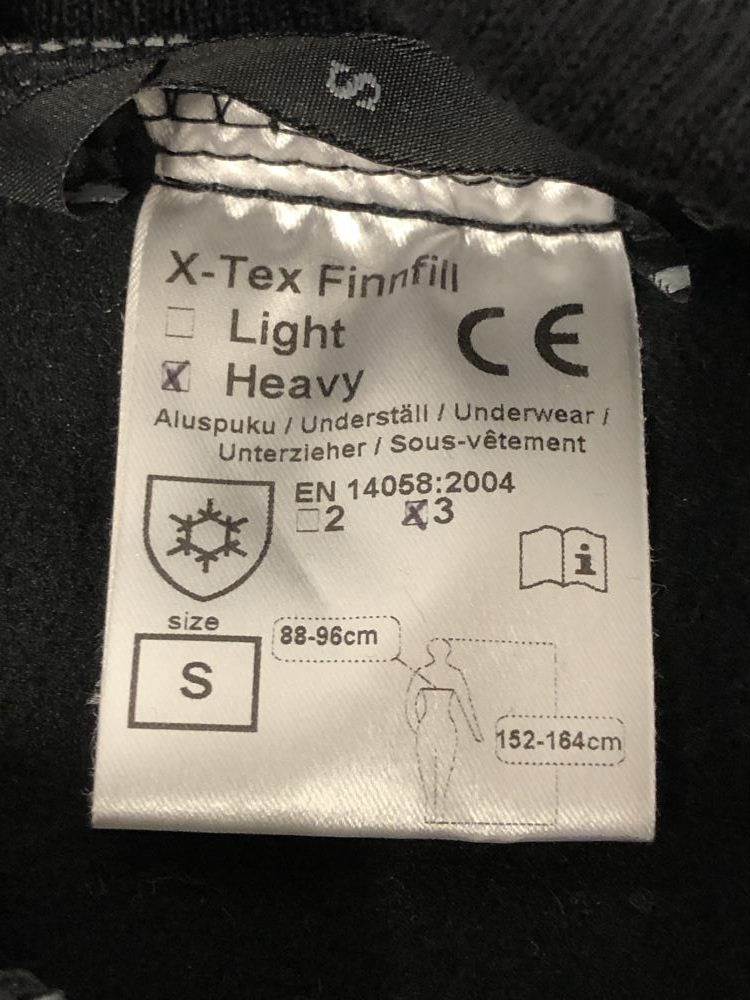 S
X-Tex Finnfill
Light
X Heavy
CE
Aluspuku / Underställ / Underwear /
Unterzieher / Sous-vêtement
EN 14058:2004
2 X 3
i
size
S
88-96cm
152-164cm